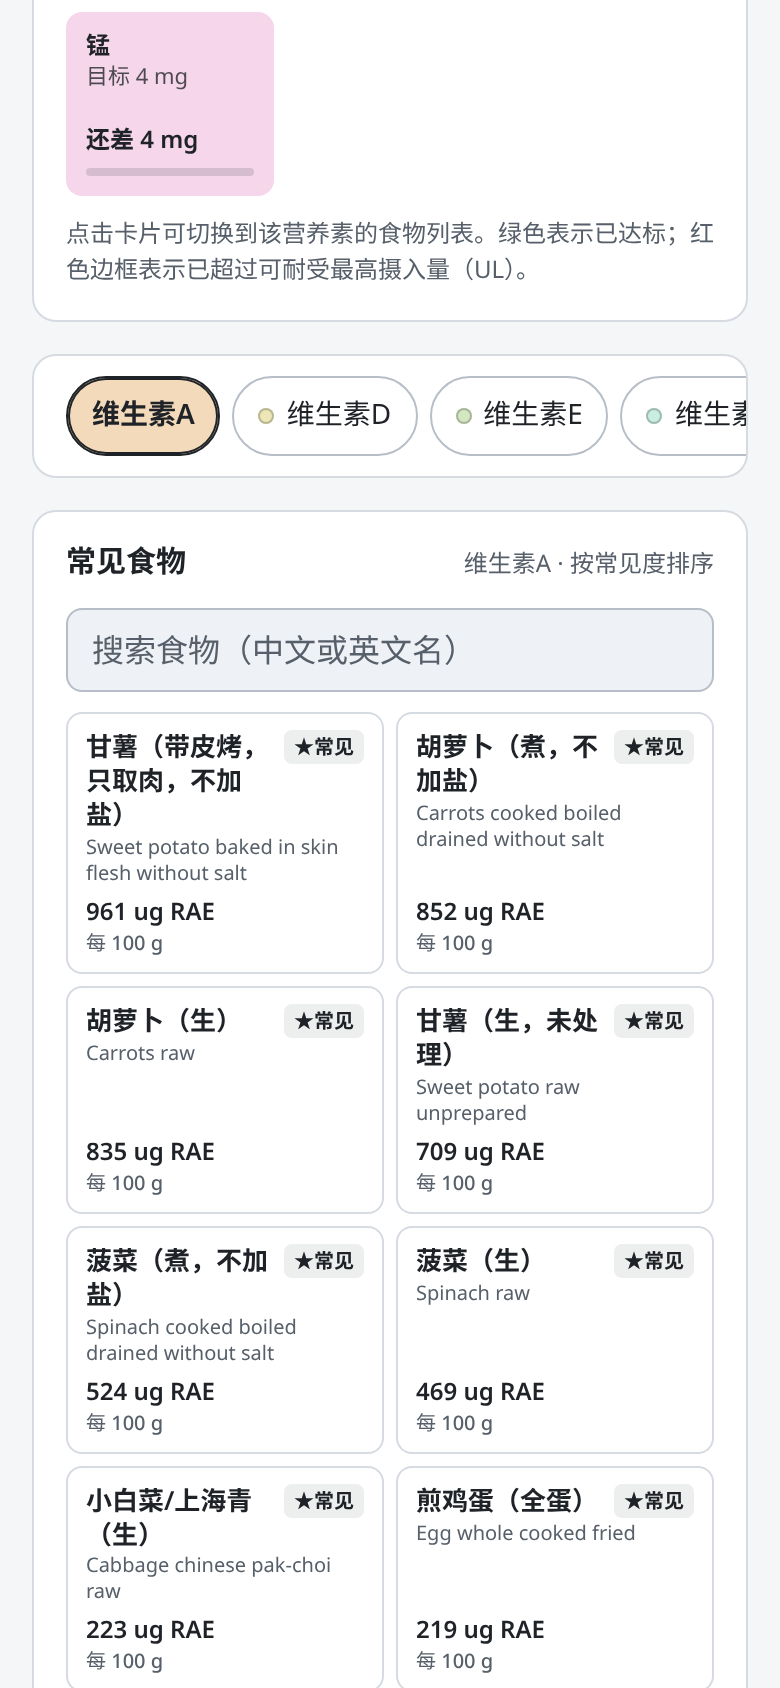 锰
目标 4 mg
还差 4 mg
点击卡片可切换到该营养素的食物列表。绿色表示已达标；红
色边框表示已超过可耐受最高摄入量（UL）。
维生素A
维生素D
维生素E
维生素
常见食物
维生素A · 按常见度排序
搜索食物（中文或英文名）
甘薯（带皮烤，
只取肉，不加
盐）
★常见
Sweet potato baked in skin
flesh without salt
961 ug RAE
每 100 g
胡萝卜（煮，不
加盐）
★常见
Carrots cooked boiled
drained without salt
852 ug RAE
每 100 g
胡萝卜（生）
★常见
Carrots raw
835 ug RAE
每 100 g
甘薯（生，未处
理）
★常见
Sweet potato raw
unprepared
709 ug RAE
每 100 g
菠菜（煮，不加
盐）
★常见
Spinach cooked boiled
drained without salt
524 ug RAE
每 100 g
菠菜（生）
★常见
Spinach raw
469 ug RAE
每 100 g
小白菜/上海青
（生）
★常见
Cabbage chinese pak-choi
raw
223 ug RAE
每 100 g
煎鸡蛋（全蛋）
★常见
Egg whole cooked fried
219 ug RAE
每 100 g